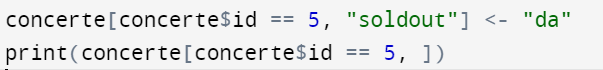 concerte[concerte$id == 5, "soldout"] <- "da"
print(concerte[concerte$id == 5, ])